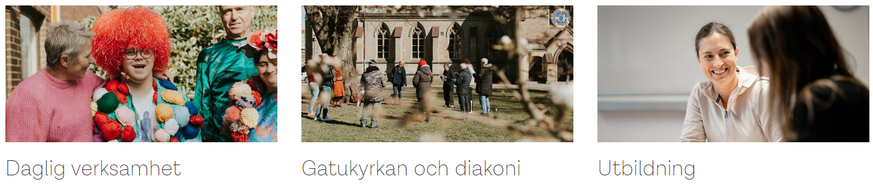 Daglig verksamhet
Gatukyrkan och diakoni
Utbildning